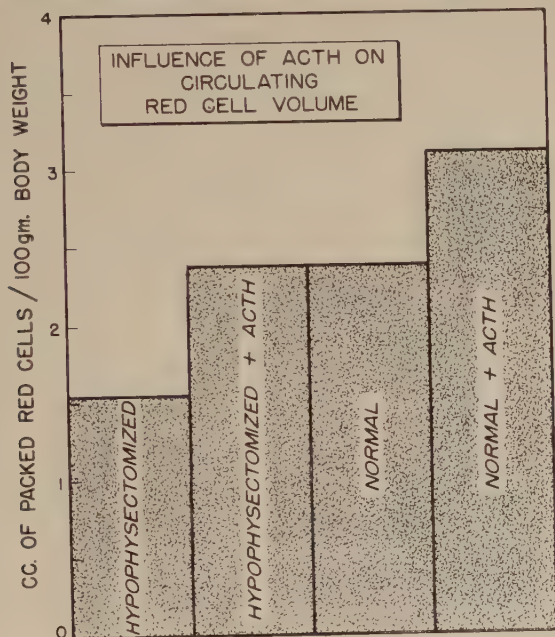 4
INFLUENCE OF ACTH ON
CIRCULATING
RED CELL VOLUME
3
2
1
0
CC. OF PACKED RED CELLS / 100gm. BODY WEIGHT
HYPOPHYSECTOMIZED
HYPOPHYSECTOMIZED + ACTH
NORMAL
NORMAL + ACTH